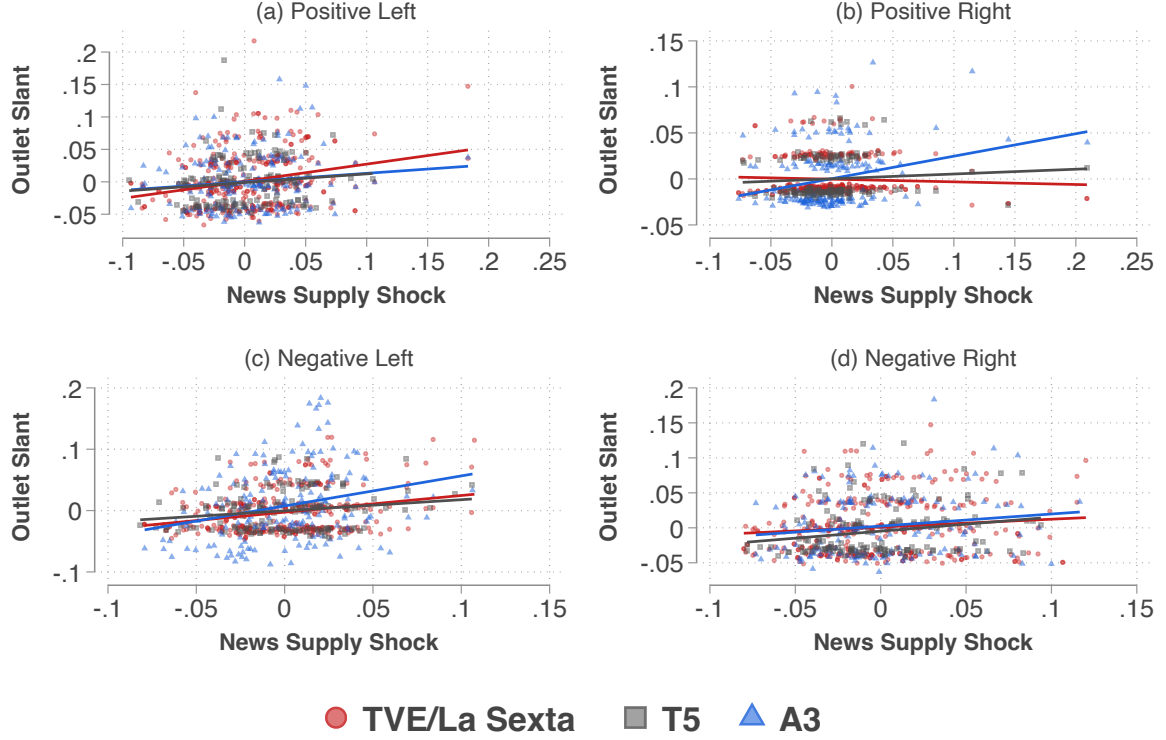 (a) Positive Left
(b) Positive Right
Outlet Slant
.2
.15
.1
.05
0
-.05
-.1 -.05 0 .05 .1 .15 .2 .25
News Supply Shock
Outlet Slant
.15
.1
.05
0
-.05
-.1 -.05 0 .05 .1 .15 .2 .25
News Supply Shock
(c) Negative Left
(d) Negative Right
Outlet Slant
.2
.1
0
-.1
-.1 -.05 0 .05 .1 .15
News Supply Shock
Outlet Slant
.2
.15
.1
.05
0
-.05
-.1 -.05 0 .05 .1 .15
News Supply Shock
TVE/La Sexta T5 A3